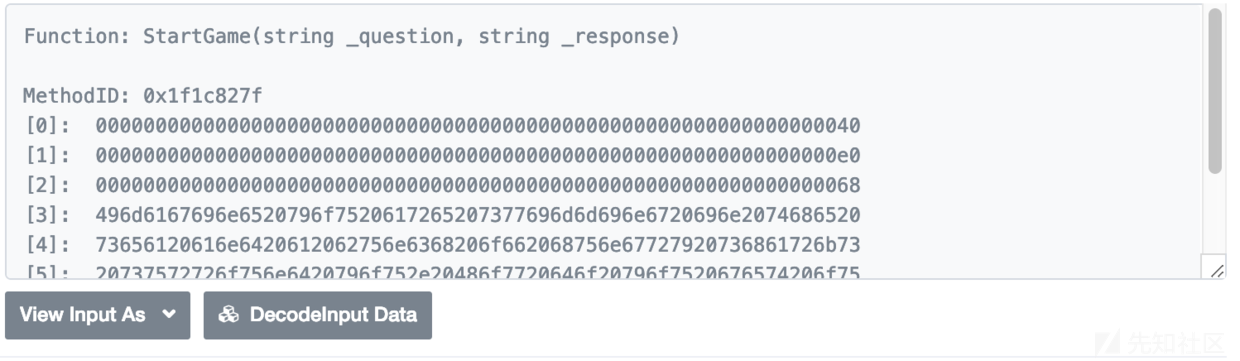 Function: StartGame(string _question, string _response)
MethodID: 0x1f1c827f
[0]: 0000000000000000000000000000000000000000000000000000000000000040
[1]: 00000000000000000000000000000000000000000000000000000000000000e0
[2]: 0000000000000000000000000000000000000000000000000000000000000068
[3]: 496d6167696e6520796f7520617265207377696d6d696e6720696e2074686520
[4]: 73656120616e6420612062756e6368206f662068756e67727920736861726b73
[5]: 20737572726f756e6420796f752e20486f7720646f20796f7520676574206f75
View Input As
DecodeInput Data
先知社区